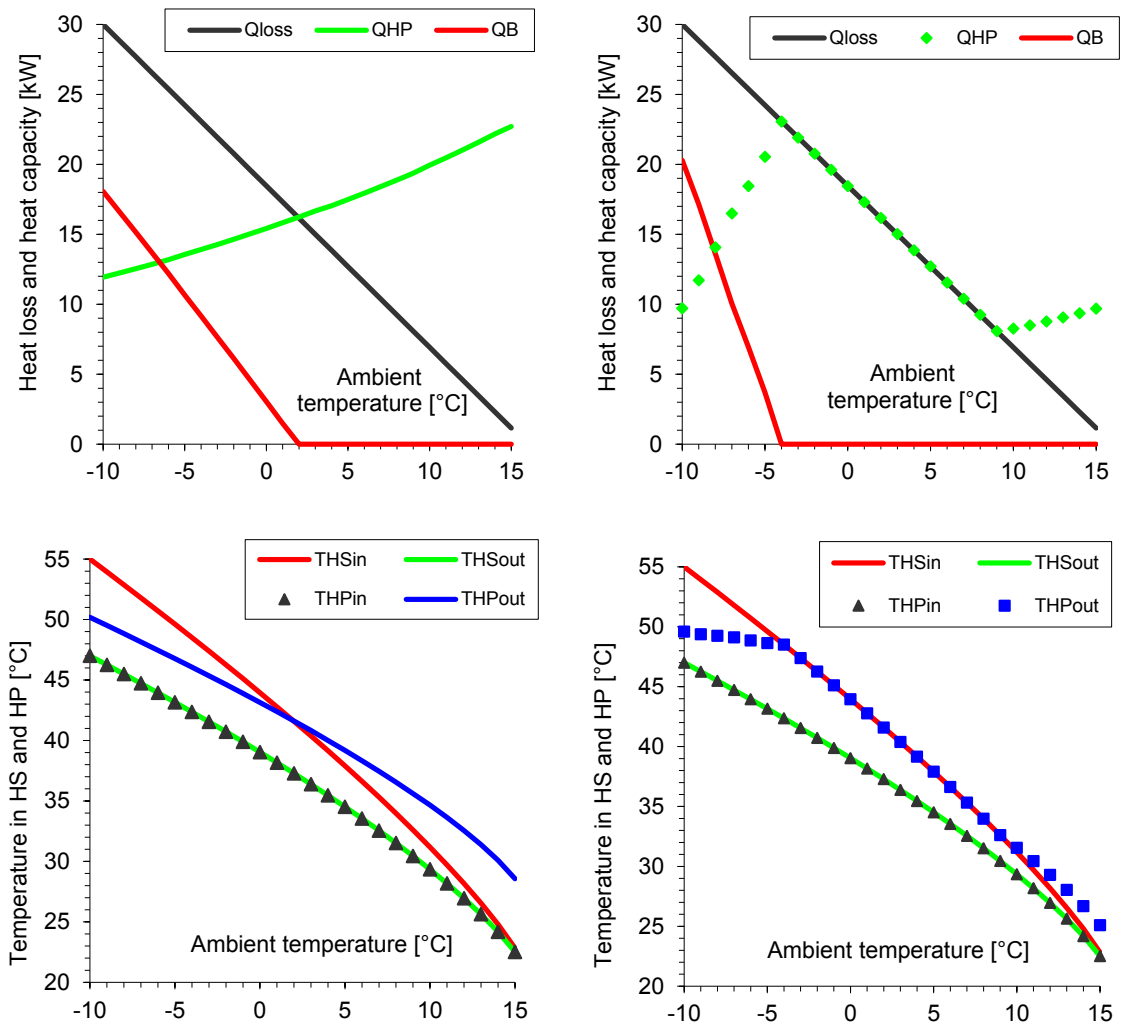 Qloss QHP QB
Heat loss and heat capacity [kW]
30
25
20
15
10
5
0
Ambient
temperature [°C]
-10 -5 0 5 10 15
Qloss QHP QB
Heat loss and heat capacity [kW]
30
25
20
15
10
5
0
Ambient
temperature [°C]
-10 -5 0 5 10 15
THSin THSout
THPin THPout
Temperature in HS and HP [°C]
55
50
45
40
35
30
25
20
Ambient temperature [°C]
-10 -5 0 5 10 15
THSin THSout
THPin THPout
Temperature in HS and HP [°C]
55
50
45
40
35
30
25
20
Ambient temperature [°C]
-10 -5 0 5 10 15